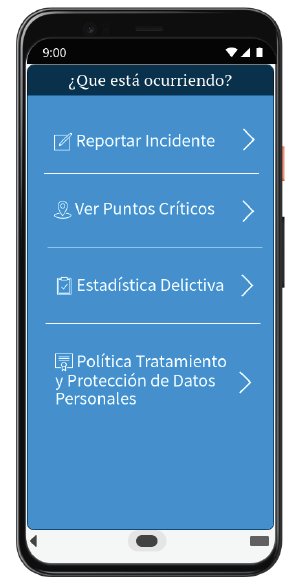 9:00
¿Que está ocurriendo?
Reportar Incidente
Ver Puntos Críticos
Estadística Delictiva
Política Tratamiento
y Protección de Datos
Personales